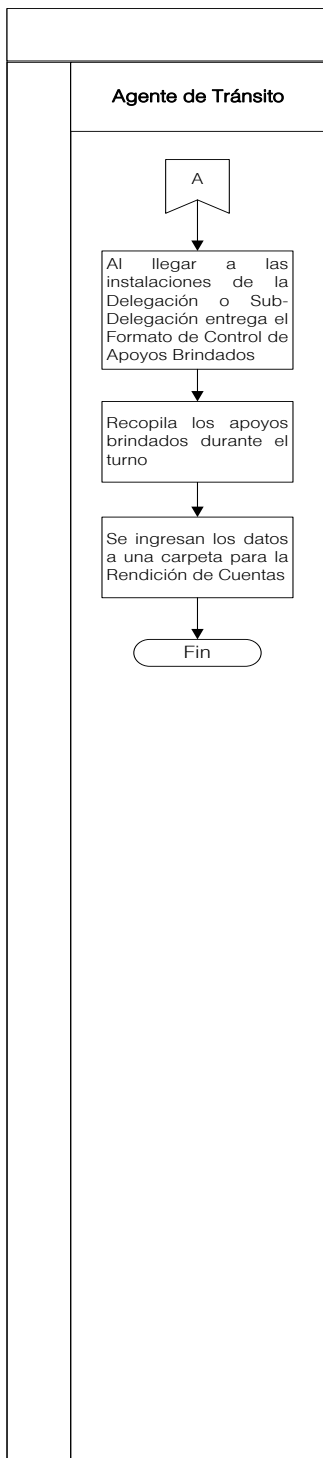 Agente de Tránsito
A
Al llegar a las
instalaciones de la
Delegación o Sub-
Delegación entrega el
Formato de Control de
Apoyos Brindados
Recopila los apoyos
brindados durante el
turno
Se ingresan los datos
a una carpeta para la
Rendición de Cuentas
Fin